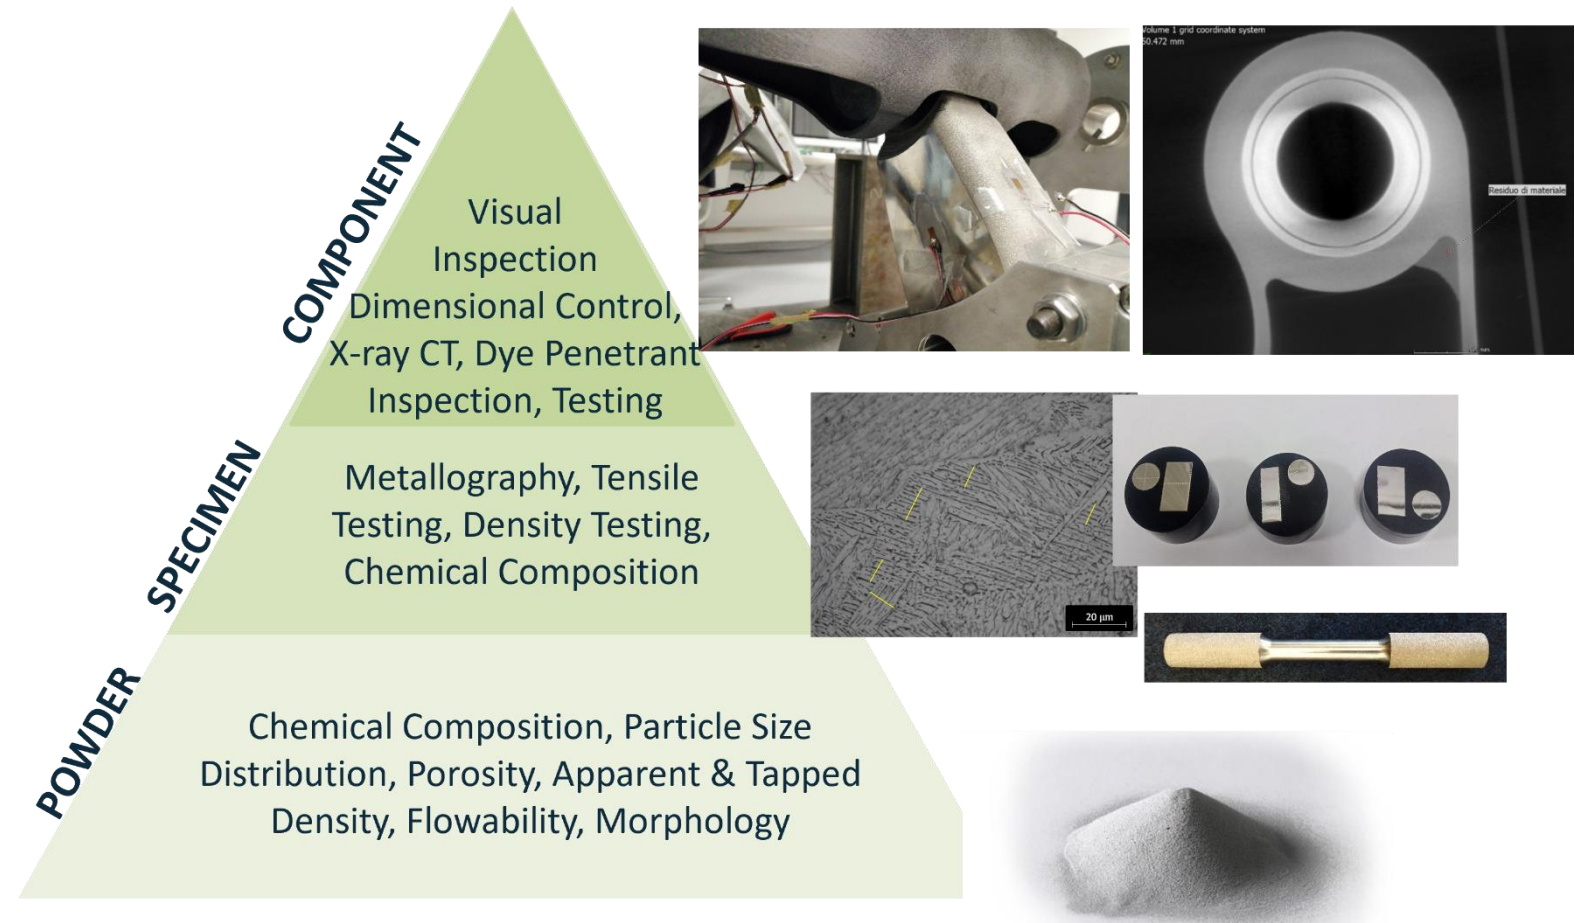 COMPONENT
Visual
Inspection
Dimensional Control,
X-ray CT, Dye Penetrant
Inspection, Testing
SPECIMEN
Metallography, Tensile
Testing, Density Testing,
Chemical Composition
POWDER
Chemical Composition, Particle Size
Distribution, Porosity, Apparent & Tapped
Density, Flowability, Morphology
Volume 1 grid coordinate system
50.472 mm
Residuo di materiale
mm
20 µm